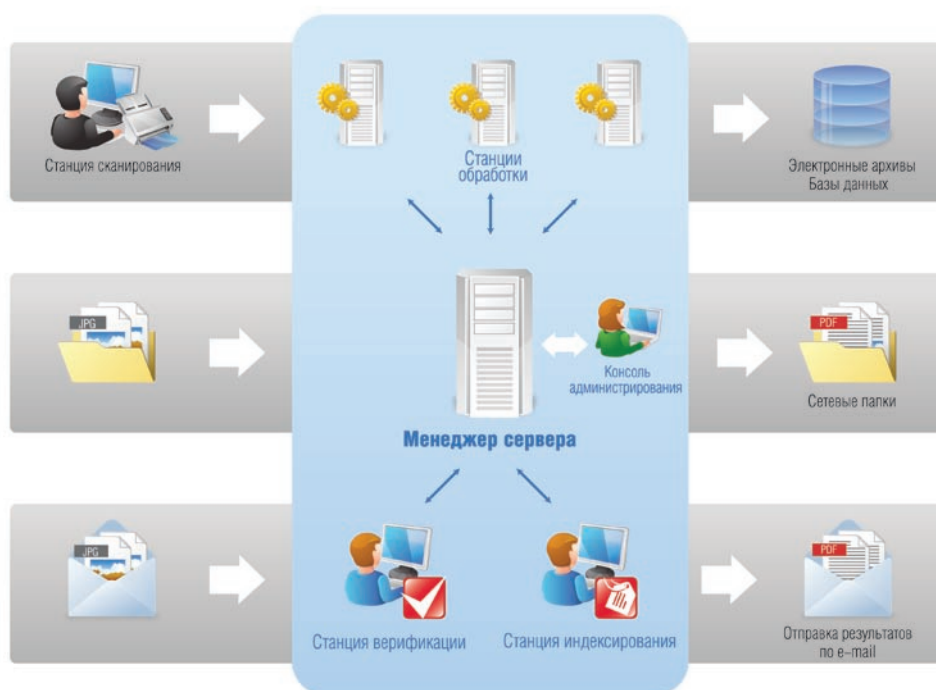 Станция сканирования
Станции
обработки
Электронные архивы
Базы данных
JPG
Консоль
администрирования
PDF
Сетевые папки
Менеджер сервера
JPG
Станция верификации
Станция индексирования
PDF
Отправка результатов
по e-mail